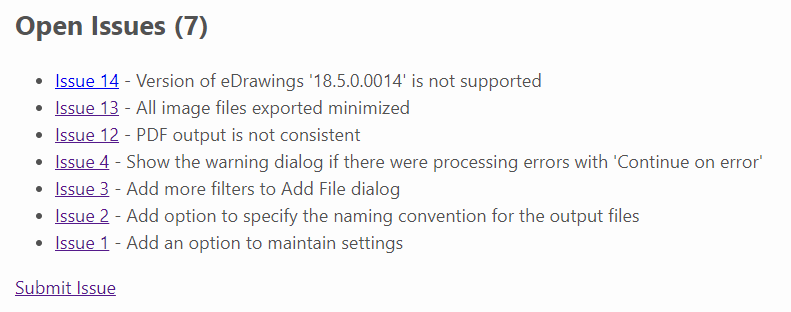 Open Issues (7)
• Issue 14 - Version of eDrawings '18.5.0.0014' is not supported
• Issue 13 - All image files exported minimized
• Issue 12 - PDF output is not consistent
• Issue 4 - Show the warning dialog if there were processing errors with 'Continue on error'
• Issue 3 - Add more filters to Add File dialog
• Issue 2 - Add option to specify the naming convention for the output files
• Issue 1 - Add an option to maintain settings
Submit Issue